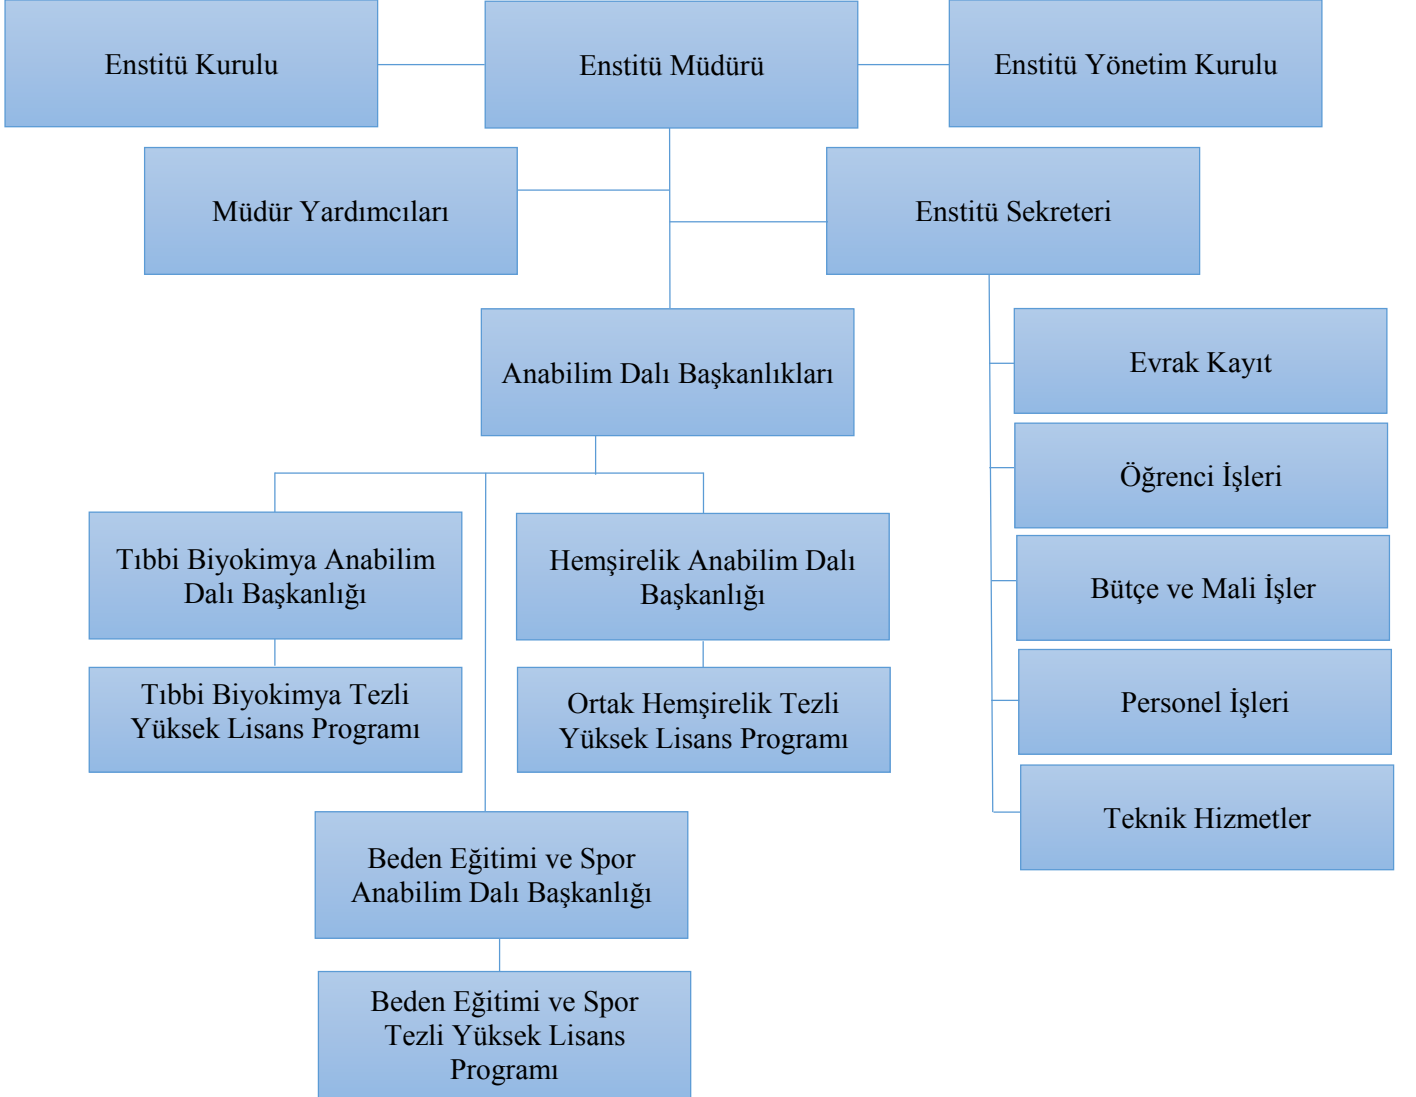 Enstitü Kurulu
Enstitü Müdürü
Enstitü Yönetim Kurulu
Müdür Yardımcıları
Enstitü Sekreteri
Anabilim Dalı Başkanlıkları
Evrak Kayıt
Öğrenci İşleri
Bütçe ve Mali İşler
Personel İşleri
Teknik Hizmetler
Tıbbi Biyokimya Anabilim
Dalı Başkanlığı
Hemşirelik Anabilim Dalı
Başkanlığı
Tıbbi Biyokimya Tezli
Yüksek Lisans Programı
Ortak Hemşirelik Tezli
Yüksek Lisans Programı
Beden Eğitimi ve Spor
Anabilim Dalı Başkanlığı
Beden Eğitimi ve Spor
Tezli Yüksek Lisans
Programı